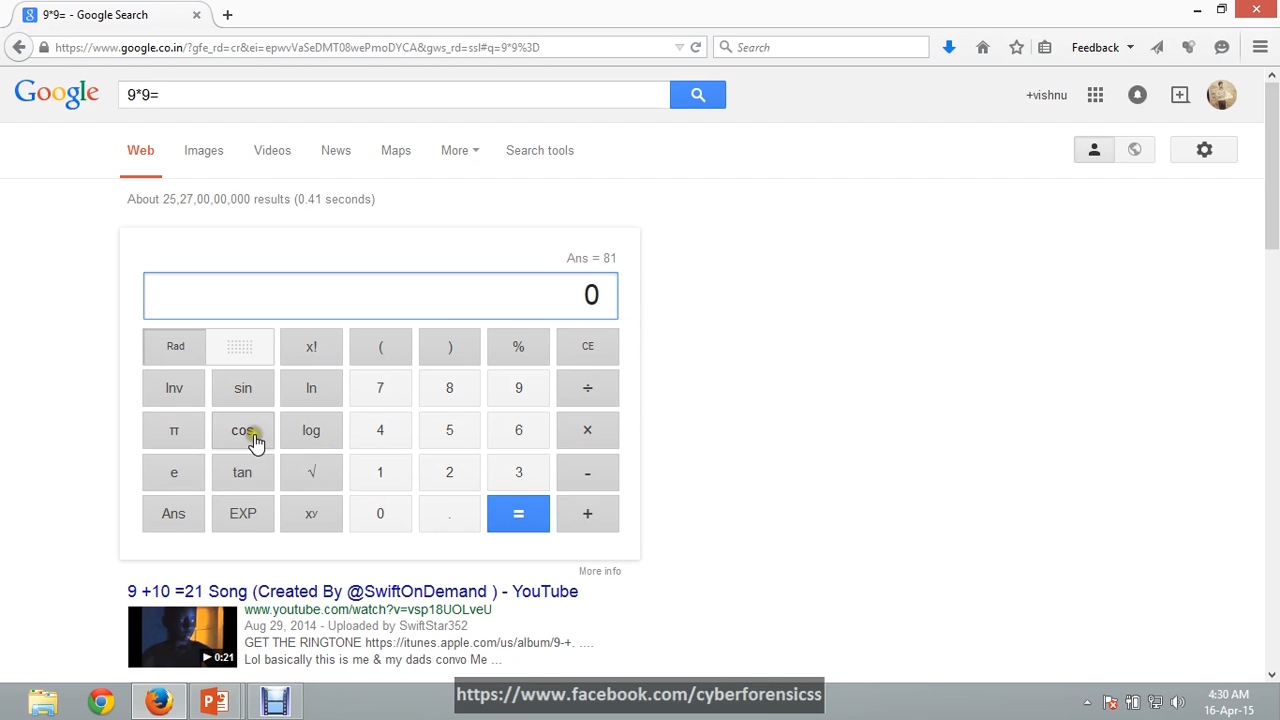 9*9= - Google Search
https://www.google.co.in/?gfe_rd=cr&ei=epwvVaSeDMT08wePmoDYCA&gws_rd=ssl#q=9*9%3D
Search
Feedback
Google
9*9=
+vishnu
Web Images Videos News Maps More Search tools
About 25,27,00,00,000 results (0.41 seconds)
Ans = 81
0
Rad x! ( ) % CE
Inv sin ln 7 8 9 ÷
π cos log 4 5 6 ×
e tan √ 1 2 3 -
Ans EXP xy 0 . = +
More info
9 +10 =21 Song (Created By @SwiftOnDemand ) - YouTube
www.youtube.com/watch?v=vsp18UOLveU
Aug 29, 2014 - Uploaded by SwiftStar352
GET THE RINGTONE https://itunes.apple.com/us/album/9-+. ....
Lol basically this is me & my dads convo Me ...
0:21
https://www.facebook.com/cyberforensicss
4:30 AM
16-Apr-15